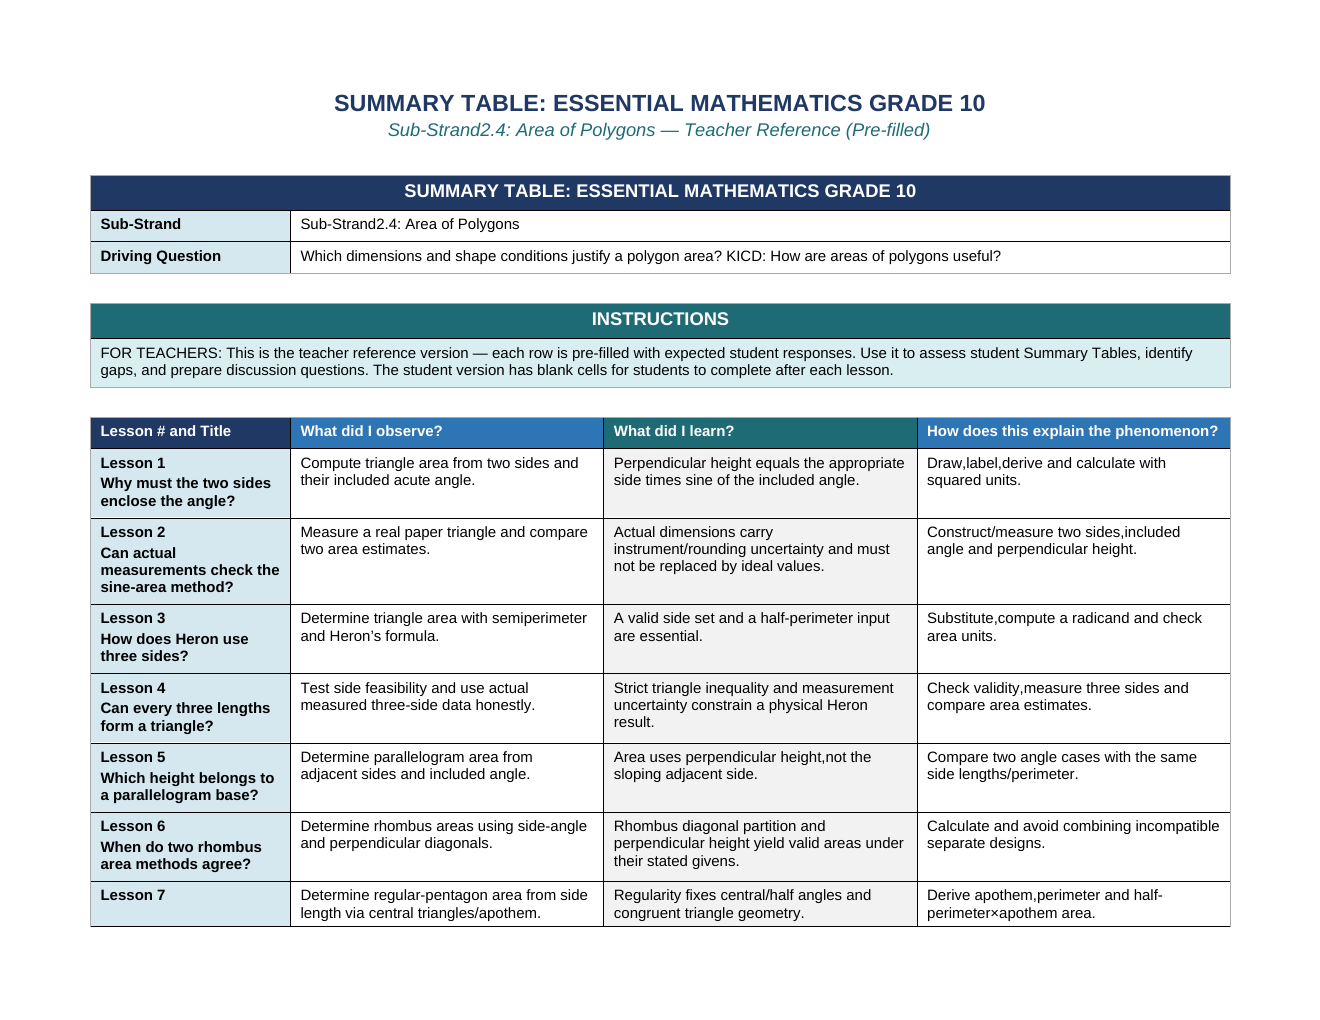 SUMMARY TABLE: ESSENTIAL MATHEMATICS GRADE 10
Sub-Strand2.4: Area of Polygons — Teacher Reference (Pre-filled)
SUMMARY TABLE: ESSENTIAL MATHEMATICS GRADE 10
Sub-Strand
Sub-Strand2.4: Area of Polygons
Driving Question
Which dimensions and shape conditions justify a polygon area? KICD: How are areas of polygons useful?
INSTRUCTIONS
FOR TEACHERS: This is the teacher reference version — each row is pre-filled with expected student responses. Use it to assess student Summary Tables, identify
gaps, and prepare discussion questions. The student version has blank cells for students to complete after each lesson.
Lesson # and Title
What did I observe?
What did I learn?
How does this explain the phenomenon?
Lesson 1
Why must the two sides
enclose the angle?
Compute triangle area from two sides and
their included acute angle.
Perpendicular height equals the appropriate
side times sine of the included angle.
Draw,label,derive and calculate with
squared units.
Lesson 2
Can actual
measurements check the
sine-area method?
Measure a real paper triangle and compare
two area estimates.
Actual dimensions carry
instrument/rounding uncertainty and must
not be replaced by ideal values.
Construct/measure two sides,included
angle and perpendicular height.
Lesson 3
How does Heron use
three sides?
Determine triangle area with semiperimeter
and Heron’s formula.
A valid side set and a half-perimeter input
are essential.
Substitute,compute a radicand and check
area units.
Lesson 4
Can every three lengths
form a triangle?
Test side feasibility and use actual
measured three-side data honestly.
Strict triangle inequality and measurement
uncertainty constrain a physical Heron
result.
Check validity,measure three sides and
compare area estimates.
Lesson 5
Which height belongs to
a parallelogram base?
Determine parallelogram area from
adjacent sides and included angle.
Area uses perpendicular height,not the
sloping adjacent side.
Compare two angle cases with the same
side lengths/perimeter.
Lesson 6
When do two rhombus
area methods agree?
Determine rhombus areas using side-angle
and perpendicular diagonals.
Rhombus diagonal partition and
perpendicular height yield valid areas under
their stated givens.
Calculate and avoid combining incompatible
separate designs.
Lesson 7
Determine regular-pentagon area from side
length via central triangles/apothem.
Regularity fixes central/half angles and
congruent triangle geometry.
Derive apothem,perimeter and half-
perimeter×apothem area.